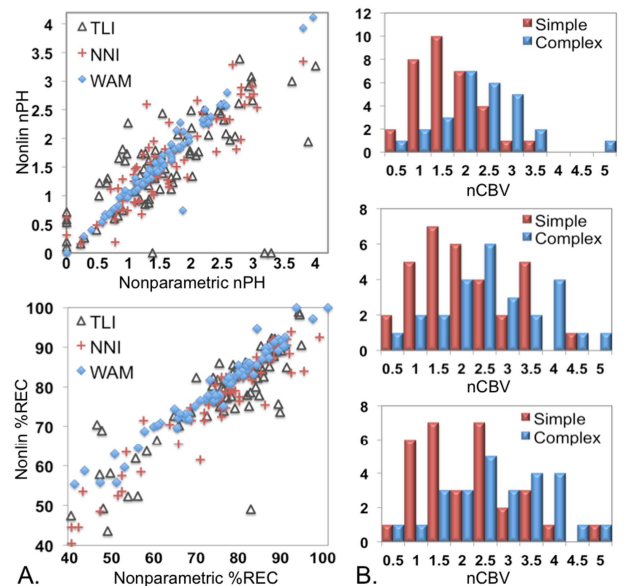 4
3.5
3
2.5
2
1.5
1
0.5
0
Nonlin nPH
TLI
NNI
WAM
0 0.5 1 1.5 2 2.5 3 3.5 4
Nonparametric nPH
100
90
80
70
60
50
40
Nonlin %REC
TLI
NNI
WAM
40 50 60 70 80 90 100
Nonparametric %REC
A.
12
10
8
6
4
2
0
Simple
Complex
0.5 1 1.5 2 2.5 3 3.5 4 4.5 5
nCBV
8
6
4
2
0
Simple
Complex
0.5 1 1.5 2 2.5 3 3.5 4 4.5 5
nCBV
8
6
4
2
0
Simple
Complex
0.5 1 1.5 2 2.5 3 3.5 4 4.5 5
nCBV
B.